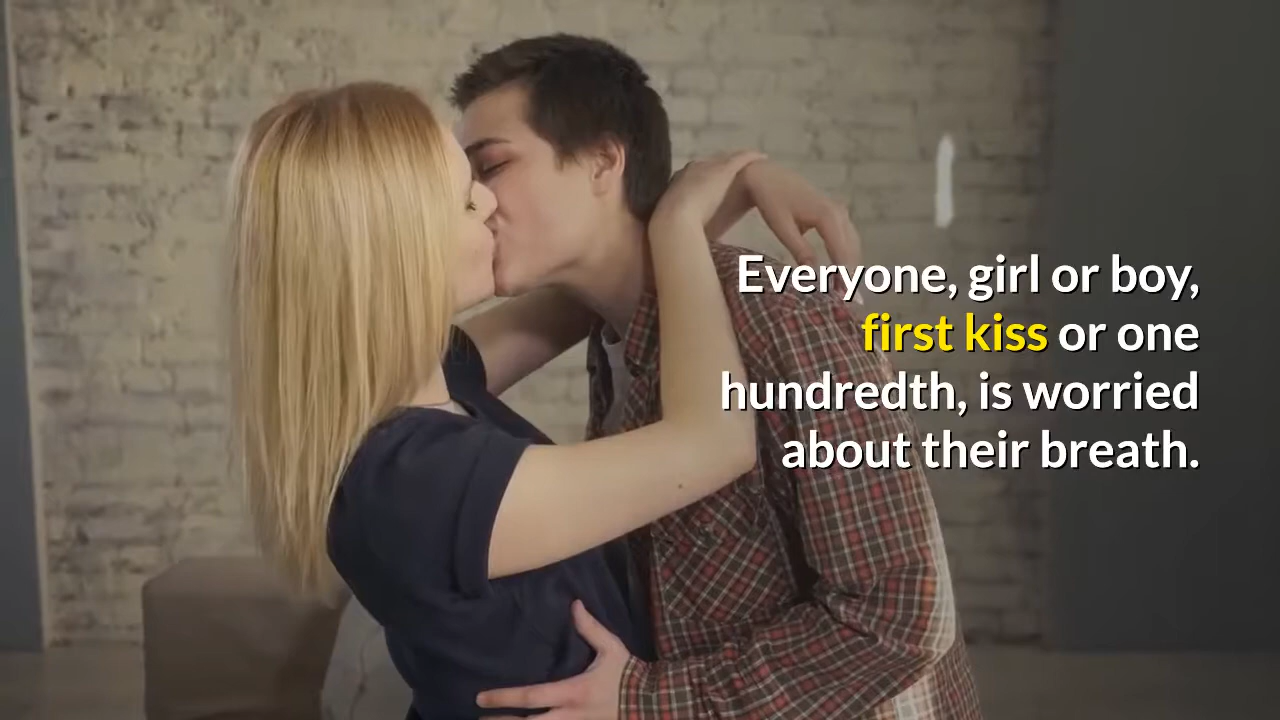 Everyone, girl or boy,
first kiss or one
hundredth, is worried
about their breath.